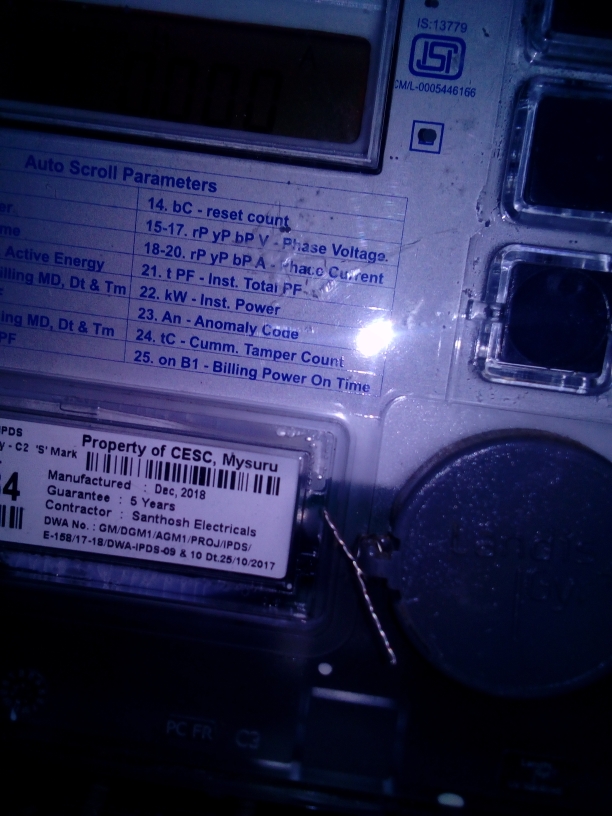 IS:13779
ISI
CM/L-0005446166
Auto Scroll Parameters
14. bC - reset count
15-17. rP yP bP V - Phase Voltage.
Active Energy
18-20. rP yP bP A - Phase Current
illing MD, Dt & Tm
21. t PF - Inst. Total PF
22. kW - Inst. Power
ing MD, Dt & Tm
23. An - Anomaly Code
PF
24. tC - Cumm. Tamper Count
25. on B1 - Billing Power On Time
IPDS
y - C2 'S' Mark
Property of CESC, Mysuru
Manufactured : Dec, 2018
Guarantee : 5 Years
Contractor : Santhosh Electricals
DWA No. : GM/DGM1/AGM1/PROJ/IPDS/
E-158/17-18/DWA-IPDS-09 & 10 Dt.25/10/2017
4
PC FR C2